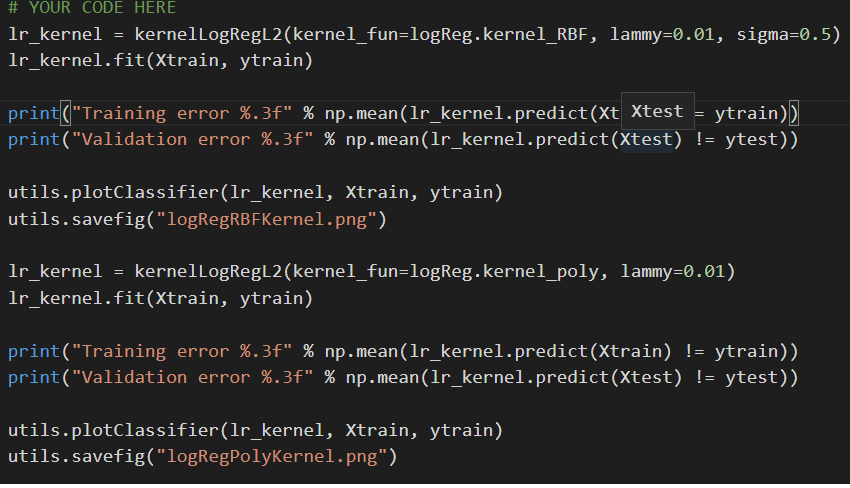 # YOUR CODE HERE
lr_kernel = kernelLogRegL2(kernel_fun=logReg.kernel_RBF, lammy=0.01, sigma=0.5)
lr_kernel.fit(Xtrain, ytrain)
print("Training error %.3f" % np.mean(lr_kernel.predict(Xt Xtest = ytrain))
print("Validation error %.3f" % np.mean(lr_kernel.predict(Xtest) != ytest))
utils.plotClassifier(lr_kernel, Xtrain, ytrain)
utils.savefig("logRegRBFKernel.png")
lr_kernel = kernelLogRegL2(kernel_fun=logReg.kernel_poly, lammy=0.01)
lr_kernel.fit(Xtrain, ytrain)
print("Training error %.3f" % np.mean(lr_kernel.predict(Xtrain) != ytrain))
print("Validation error %.3f" % np.mean(lr_kernel.predict(Xtest) != ytest))
utils.plotClassifier(lr_kernel, Xtrain, ytrain)
utils.savefig("logRegPolyKernel.png")